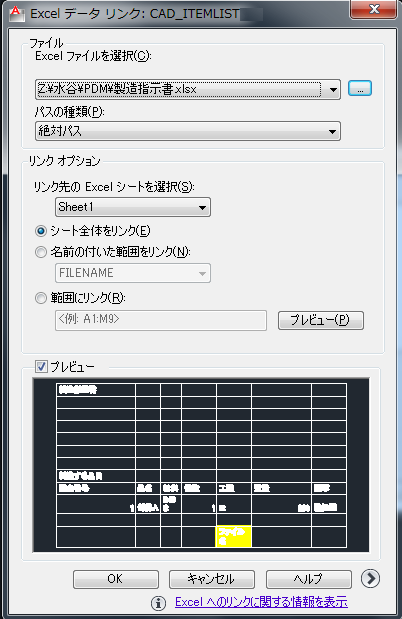 Excel データ リンク: CAD_ITEMLIST
ファイル
Excel ファイルを選択(C):
Z:¥水谷¥PDM¥製造指示書.xlsx
...
パスの種類(P):
絶対パス
リンク オプション
リンク先の Excel シートを選択(S):
Sheet1
シート全体をリンク(E)
名前の付いた範囲をリンク(N):
FILENAME
範囲にリンク(R):
<例: A1:M9>
プレビュー(P)
プレビュー
OK
キャンセル
ヘルプ
Excel へのリンクに関する情報を表示